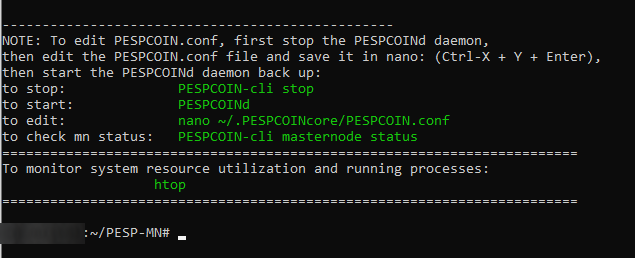 -------------------------------------------------
NOTE: To edit PESPCOIN.conf, first stop the PESPCOINd daemon,
then edit the PESPCOIN.conf file and save it in nano: (Ctrl-X + Y + Enter),
then start the PESPCOINd daemon back up:
to stop: PESPCOIN-cli stop
to start: PESPCOINd
to edit: nano ~/.PESPCOINcore/PESPCOIN.conf
to check mn status: PESPCOIN-cli masternode status
========================================================================
To monitor system resource utilization and running processes:
htop
========================================================================
:~/PESP-MN#